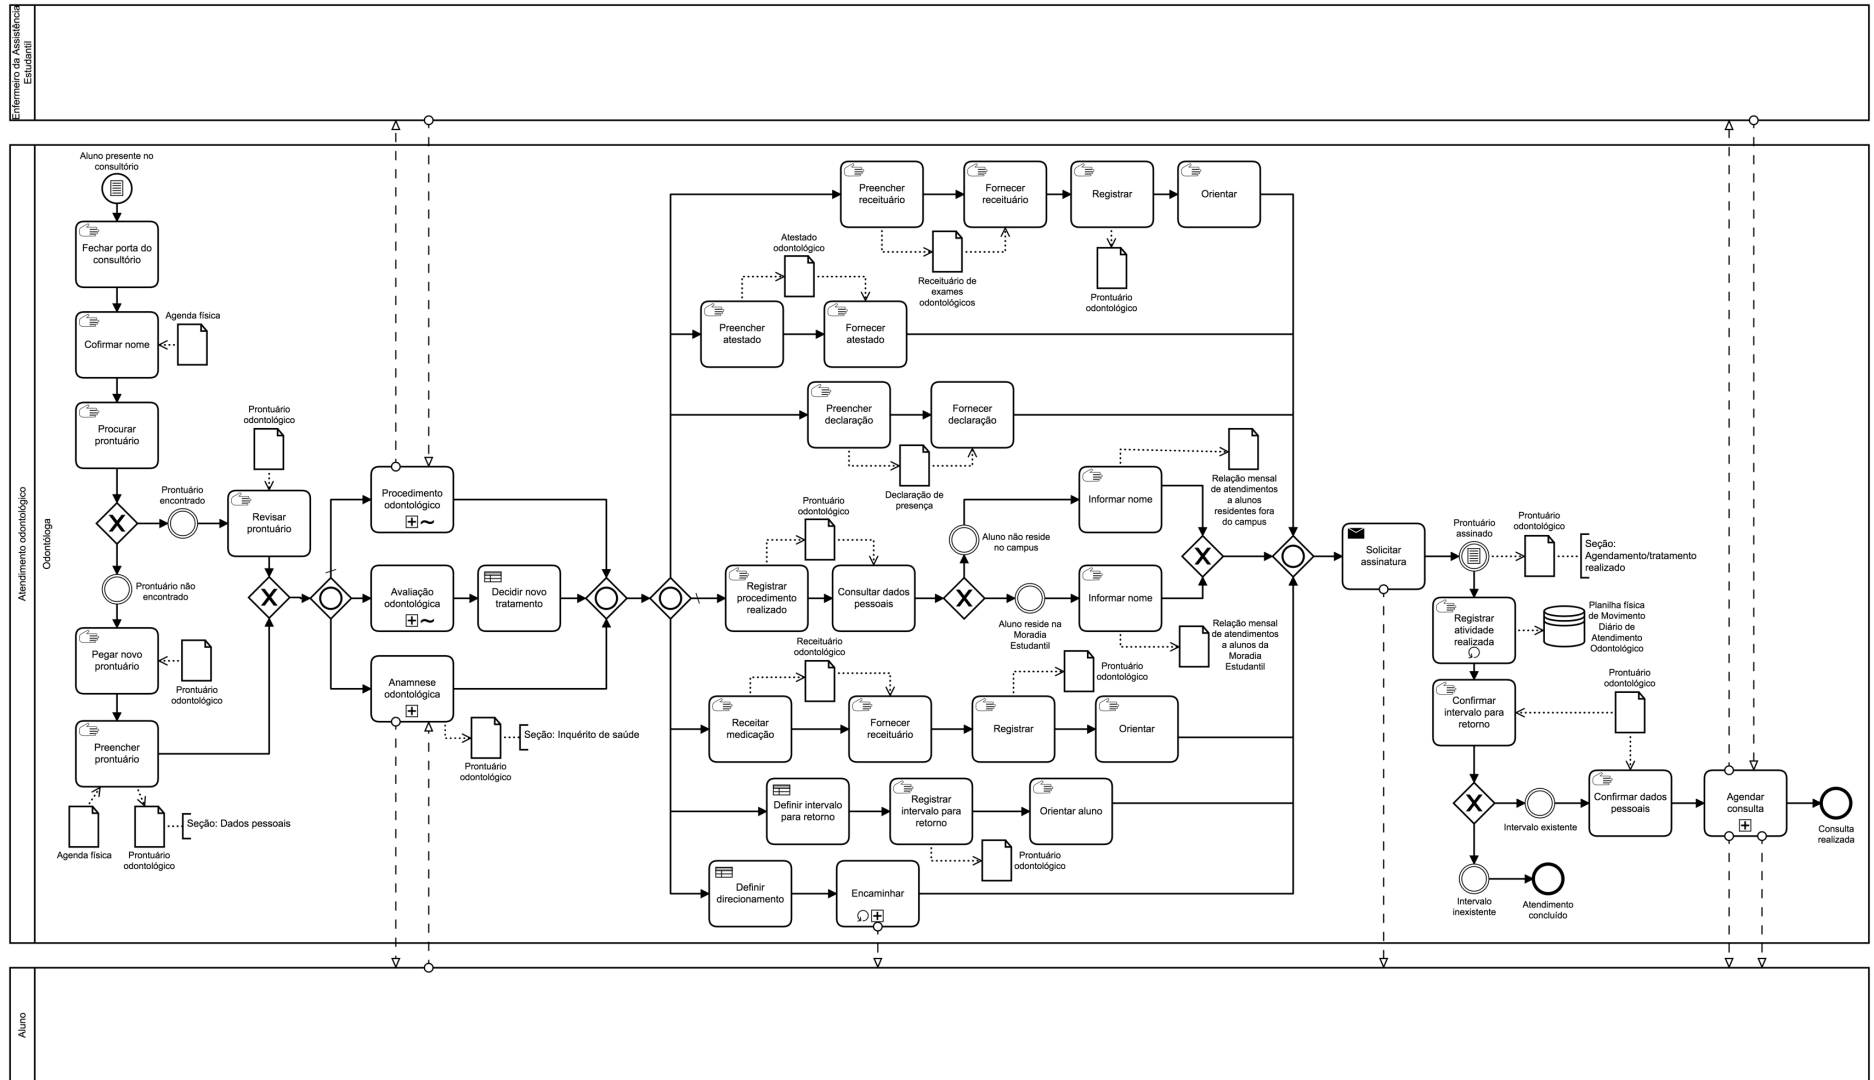 Enfermeiro da Assistência
Estudantil
Atendimento odontológico
Odontóloga
Aluno presente no
consultório
Fechar porta do
consultório
Cofirmar nome
Agenda física
Procurar
prontuário
Prontuário
encontrado
Prontuário
odontológico
Revisar
prontuário
Prontuário não
encontrado
Pegar novo
prontuário
Prontuário
odontológico
Preencher
prontuário
Agenda física
Prontuário
odontológico
Seção: Dados pessoais
Procedimento
odontológico
Avaliação
odontológica
Decidir novo
tratamento
Anamnese
odontológica
Prontuário
odontológico
Seção: Inquérito de saúde
Preencher
receituário
Fornecer
receituário
Registrar
Orientar
Receituário de
exames
odontológicos
Prontuário
odontológico
Atestado
odontológico
Preencher
atestado
Fornecer
atestado
Preencher
declaração
Fornecer
declaração
Declaração de
presença
Prontuário
odontológico
Registrar
procedimento
realizado
Consultar dados
pessoais
Aluno não reside
no campus
Aluno reside na
Moradia
Estudantil
Informar nome
Relação mensal
de atendimentos
a alunos
residentes fora
do campus
Informar nome
Relação mensal
de atendimentos
a alunos da
Moradia
Estudantil
Receituário
odontológico
Receitar
medicação
Fornecer
receituário
Registrar
Prontuário
odontológico
Orientar
Definir intervalo
para retorno
Registrar
intervalo para
retorno
Orientar aluno
Prontuário
odontológico
Definir
direcionamento
Encaminhar
Solicitar
assinatura
Prontuário
assinado
Prontuário
odontológico
Seção:
Agendamento/tratamento
realizado
Registrar
atividade
realizada
Planilha física
de Movimento
Diário de
Atendimento
Odontológico
Confirmar
intervalo para
retorno
Prontuário
odontológico
Intervalo existente
Confirmar dados
pessoais
Agendar
consulta
Consulta
realizada
Intervalo
inexistente
Atendimento
concluído
Aluno